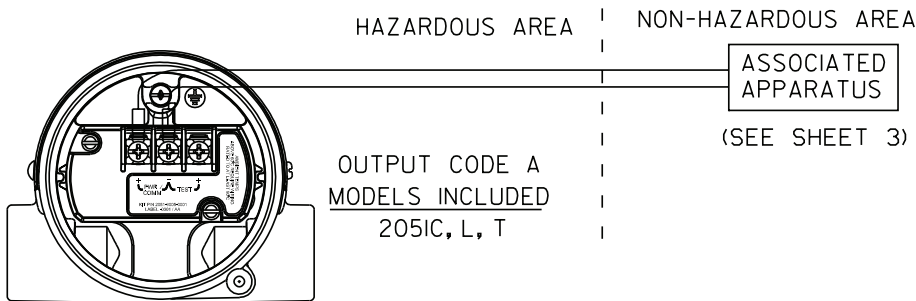 HAZARDOUS AREA
NON-HAZARDOUS AREA
ASSOCIATED
APPARATUS
(SEE SHEET 3)
OUTPUT CODE A
MODELS INCLUDED
2051C, L, T
+ PWR
COMM
-
TEST +